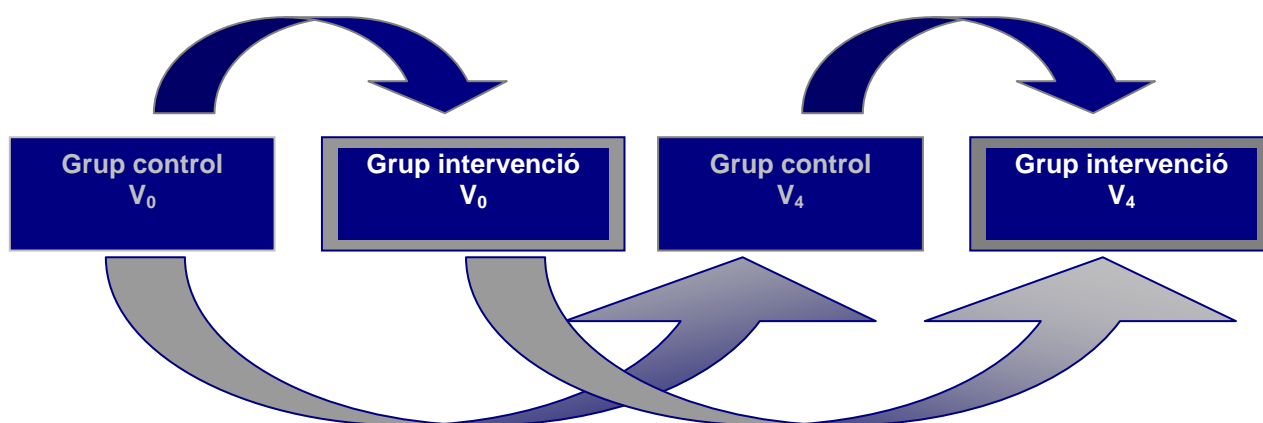 Grup control
V₀
Grup intervenció
V₀
Grup control
V₄
Grup intervenció
V₄